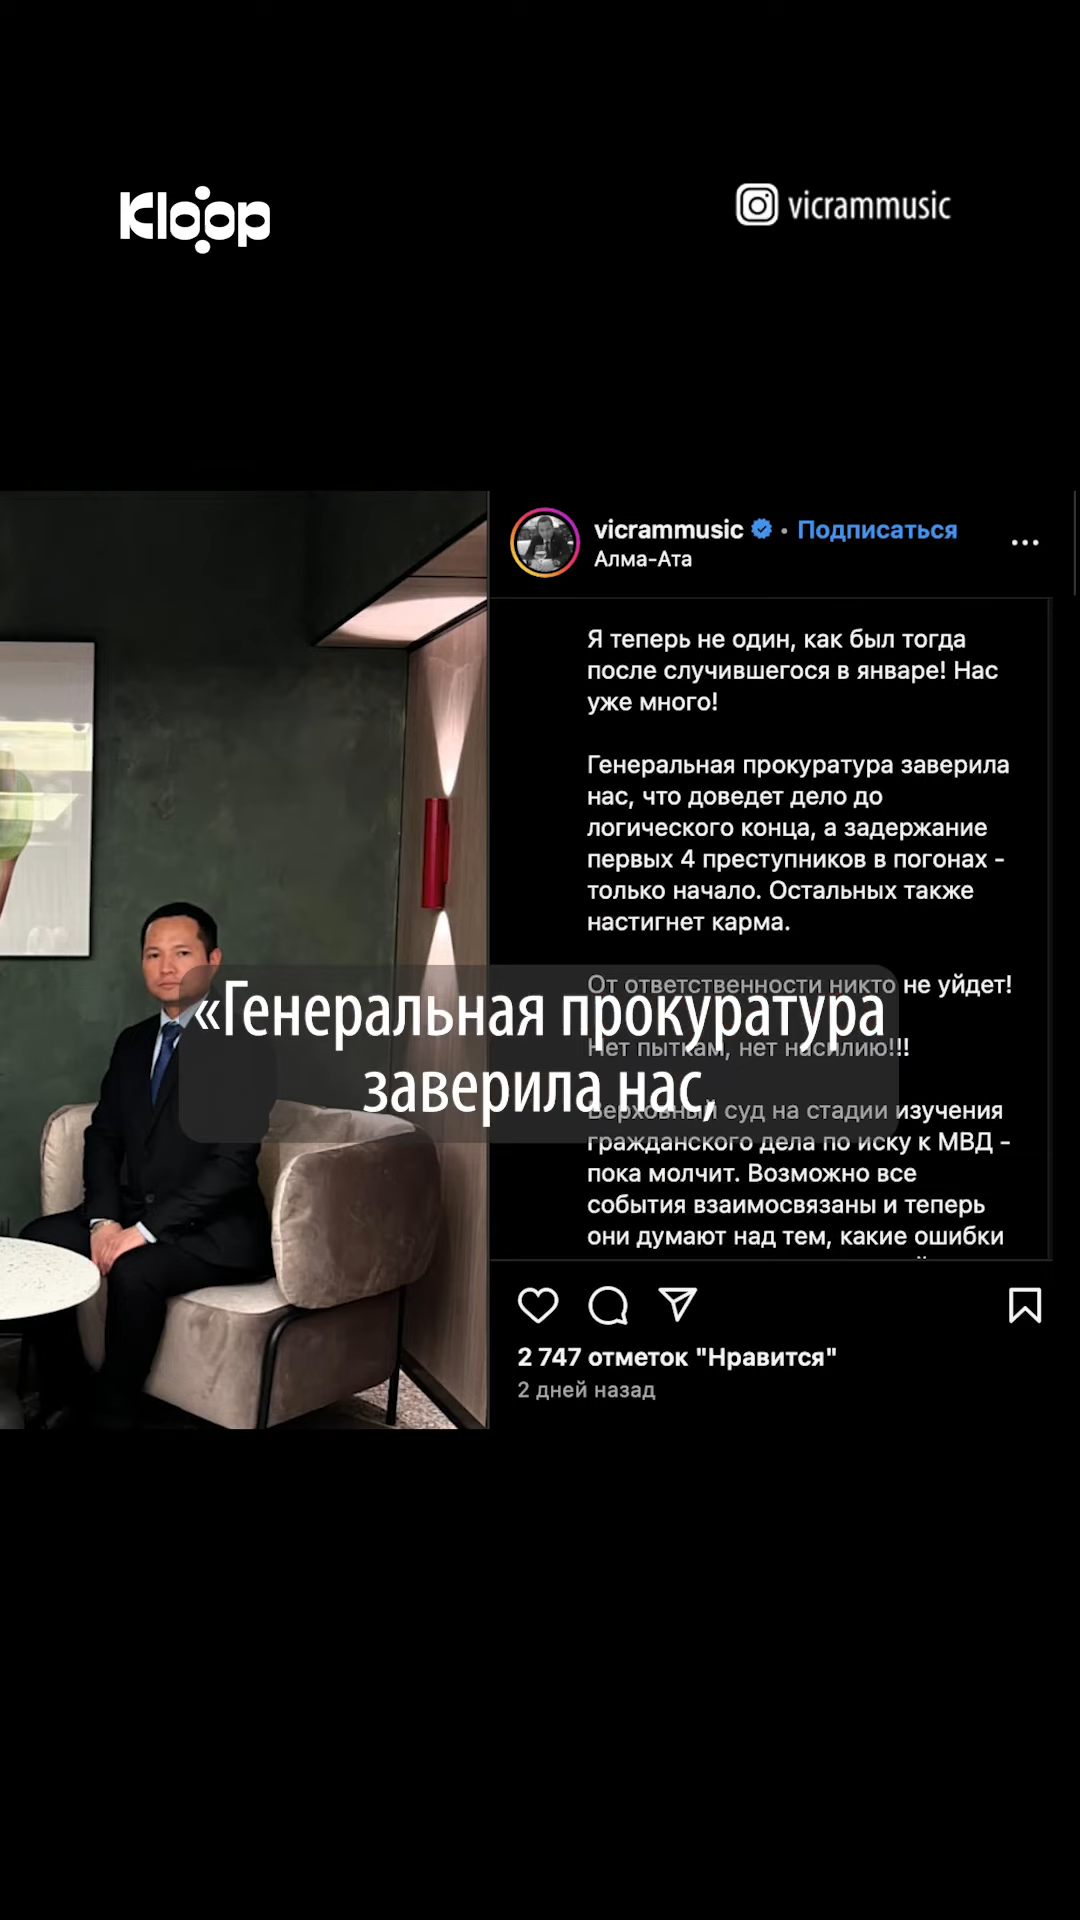 Kloop
vicrammusic
vicrammusic • Подписаться
Алма-Ата
Я теперь не один, как был тогда
после случившегося в январе! Нас
уже много!
Генеральная прокуратура заверила
нас, что доведет дело до
логического конца, а задержание
первых 4 преступников в погонах -
только начало. Остальных также
настигнет карма.
От ответственности никто не уйдет!
«Генеральная прокуратура
Нет пыткам, нет насилию!!!
заверила нас,
Верховный суд на стадии изучения
гражданского дела по иску к МВД -
пока молчит. Возможно все
события взаимосвязаны и теперь
они думают над тем, какие ошибки
2 747 отметок "Нравится"
2 дней назад